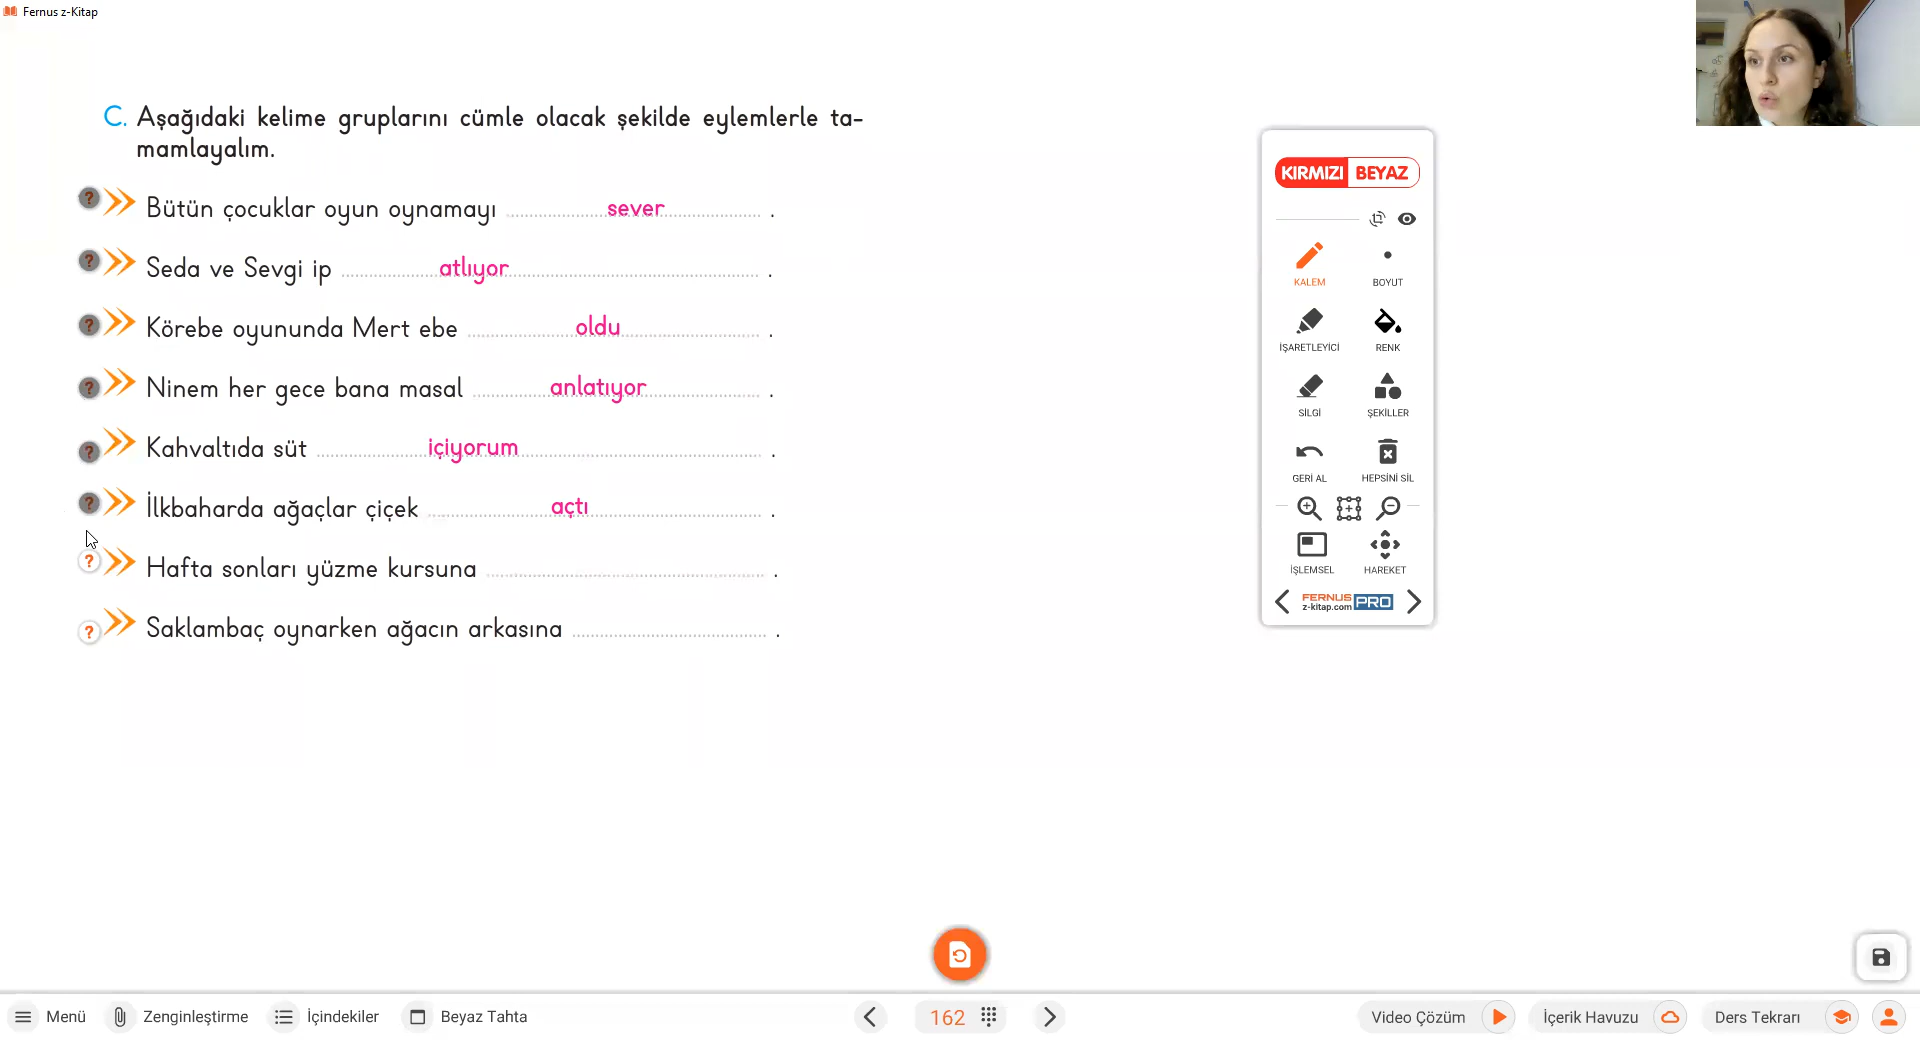 Fernus z-Kitap
C. Aşağıdaki kelime gruplarını cümle olacak şekilde eylemlerle ta-
mamlayalım.
? Bütün çocuklar oyun oynamayı sever .
? Seda ve Sevgi ip atlıyor .
? Körebe oyununda Mert ebe oldu .
? Ninem her gece bana masal anlatıyor .
? Kahvaltıda süt içiyorum .
? İlkbaharda ağaçlar çiçek açtı .
? Hafta sonları yüzme kursuna .
? Saklambaç oynarken ağacın arkasına .
KIRMIZI BEYAZ
KALEM BOYUT
İŞARETLEYİCİ RENK
SİLGİ ŞEKİLLER
GERİ AL HEPSİNİ SİL
İŞLEMSEL HAREKET
FERNUS PRO
z-kitap.com
Menü Zenginleştirme İçindekiler Beyaz Tahta 162 Video Çözüm İçerik Havuzu Ders Tekrarı